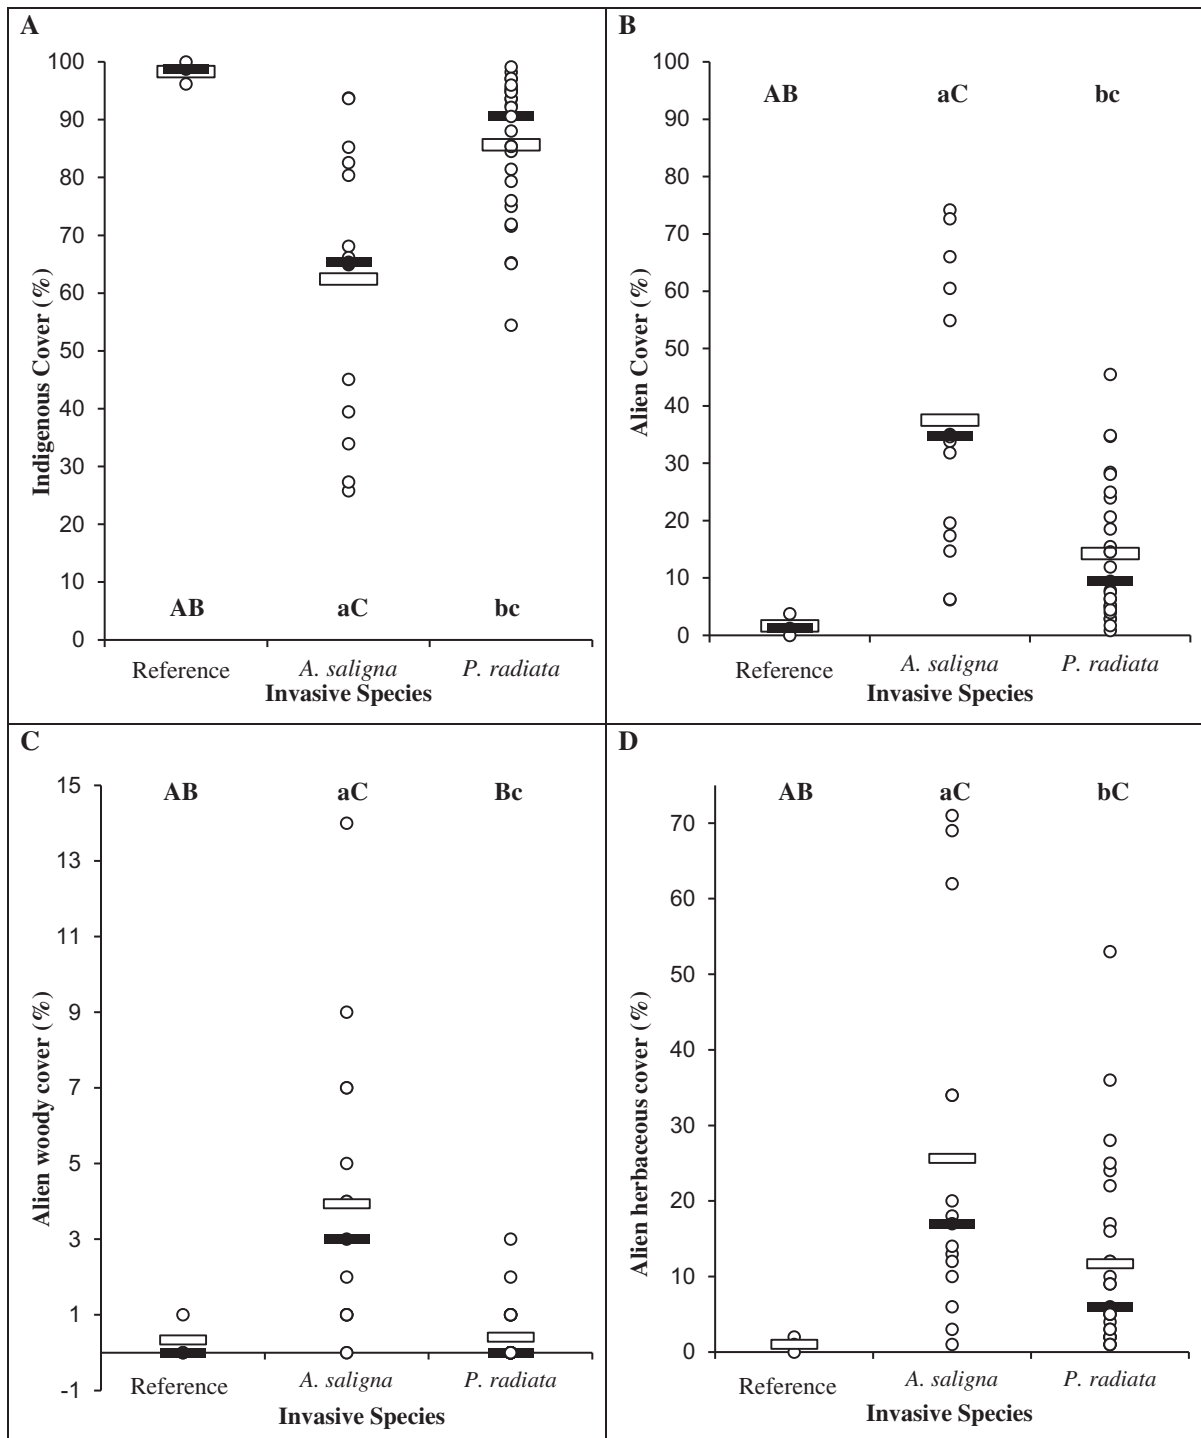 A
Indigenous Cover (%)
100
90
80
70
60
50
40
30
20
10
0
AB aC bc
Reference A. saligna P. radiata
Invasive Species
B
Alien Cover (%)
100
90
80
70
60
50
40
30
20
10
0
AB aC bc
Reference A. saligna P. radiata
Invasive Species
C
Alien woody cover (%)
15
13
11
9
7
5
3
1
-1
AB aC Bc
Reference A. saligna P. radiata
Invasive Species
D
Alien herbaceous cover (%)
70
60
50
40
30
20
10
0
AB aC bC
Reference A. saligna P. radiata
Invasive Species